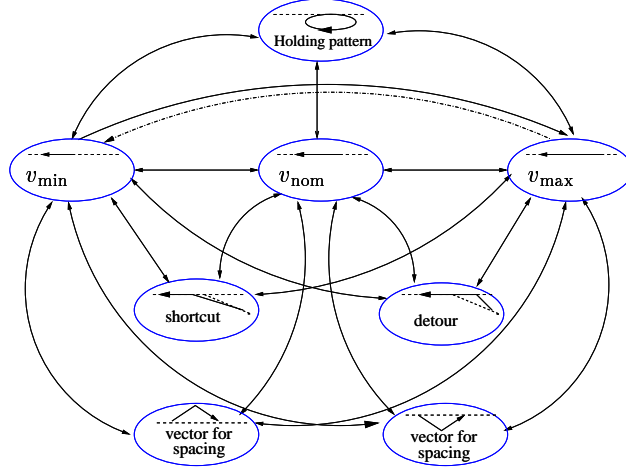 Holding pattern
v_min
v_nom
v_max
shortcut
detour
vector for
spacing
vector for
spacing